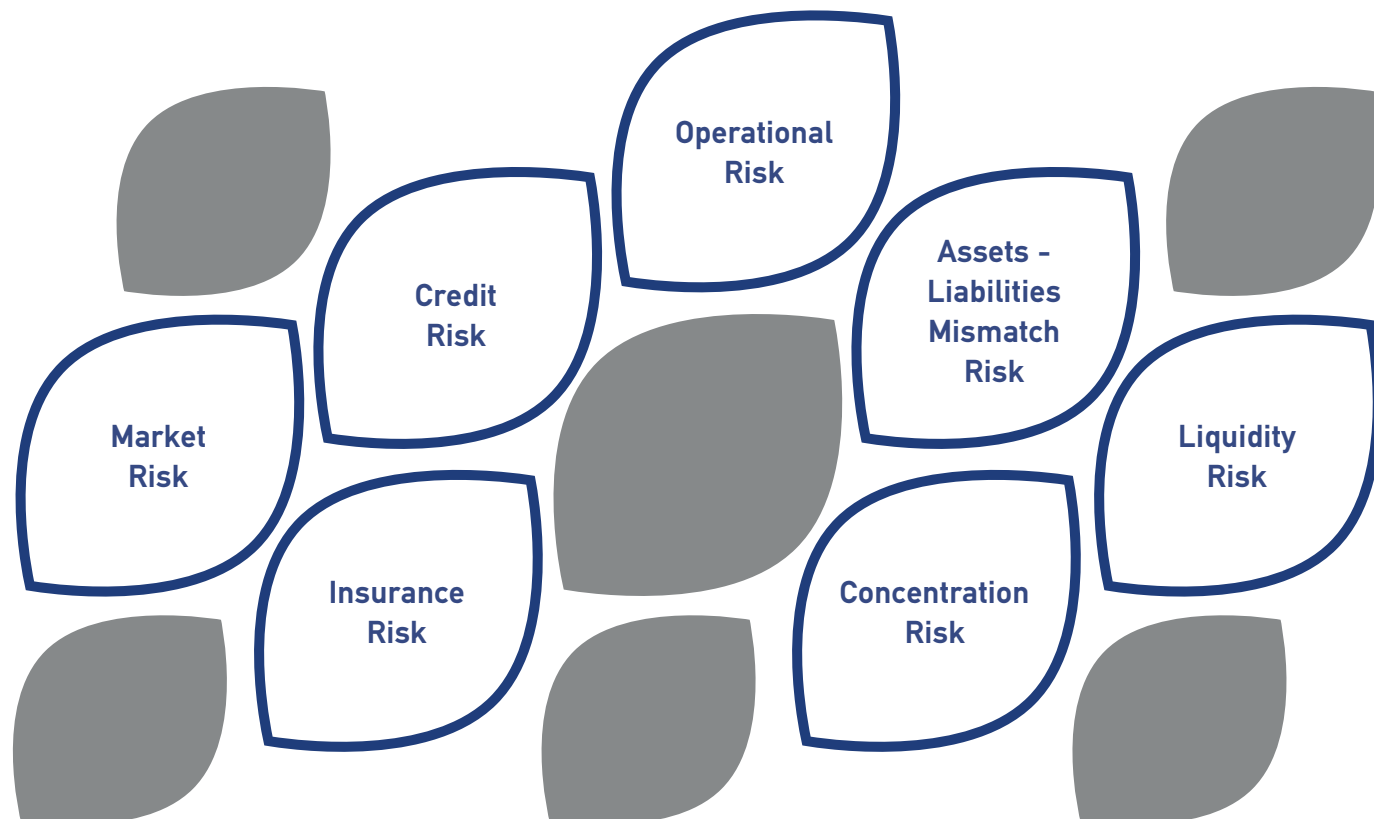 Operational
Risk
Assets -
Liabilities
Mismatch
Risk
Credit
Risk
Market
Risk
Liquidity
Risk
Insurance
Risk
Concentration
Risk